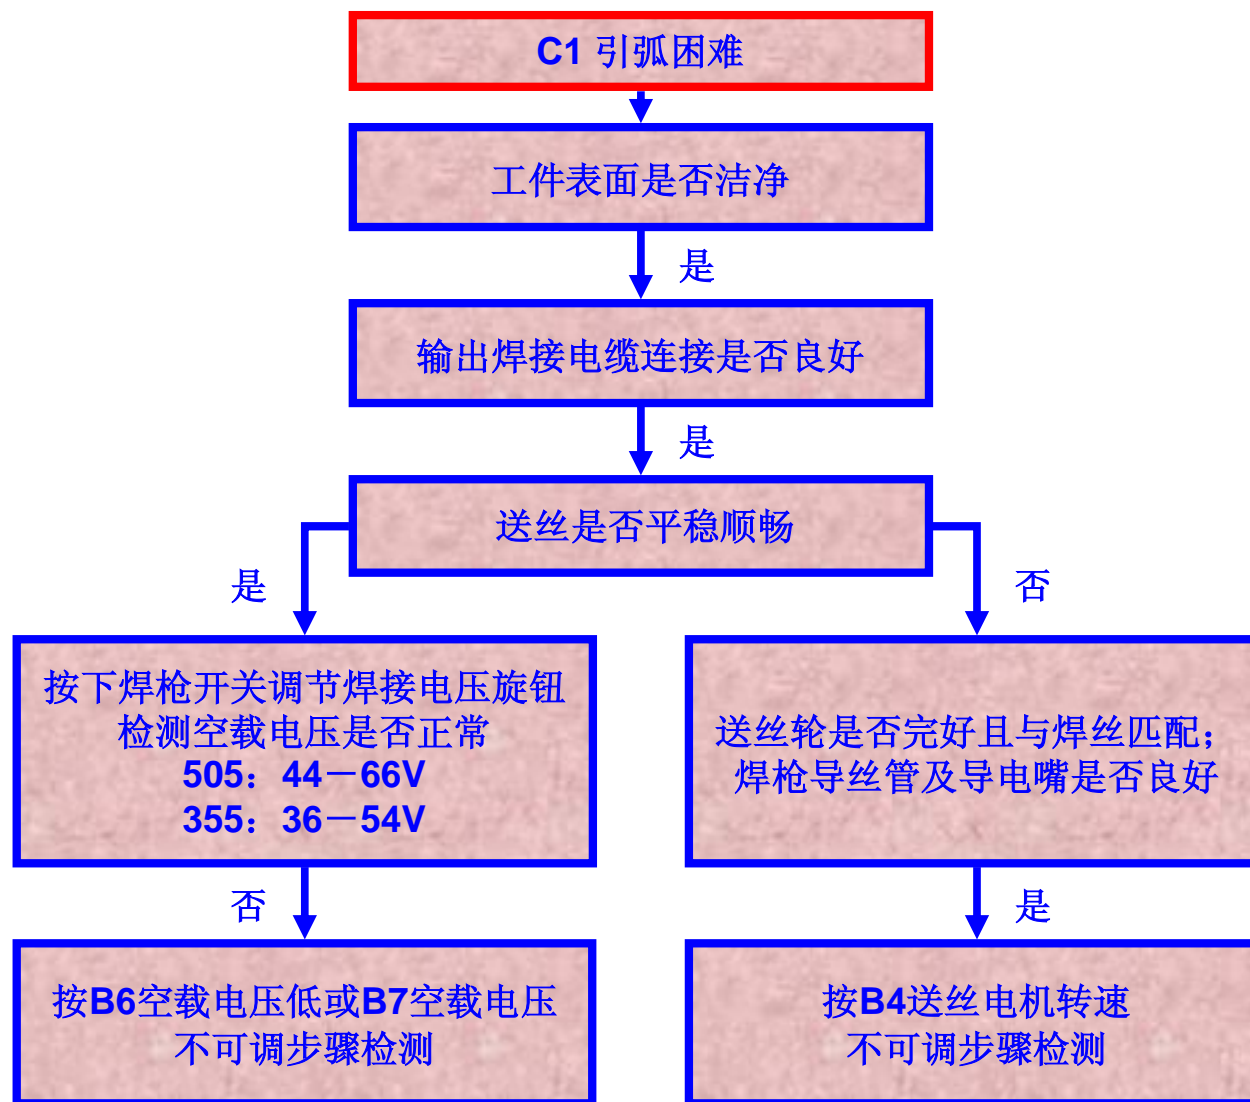 C1 引弧困难
工件表面是否洁净
是
输出焊接电缆连接是否良好
是
送丝是否平稳顺畅
是
否
按下焊枪开关调节焊接电压旋钮
检测空载电压是否正常
505：44－66V
355：36－54V
送丝轮是否完好且与焊丝匹配；
焊枪导丝管及导电嘴是否良好
否
是
按B6空载电压低或B7空载电压
不可调步骤检测
按B4送丝电机转速
不可调步骤检测